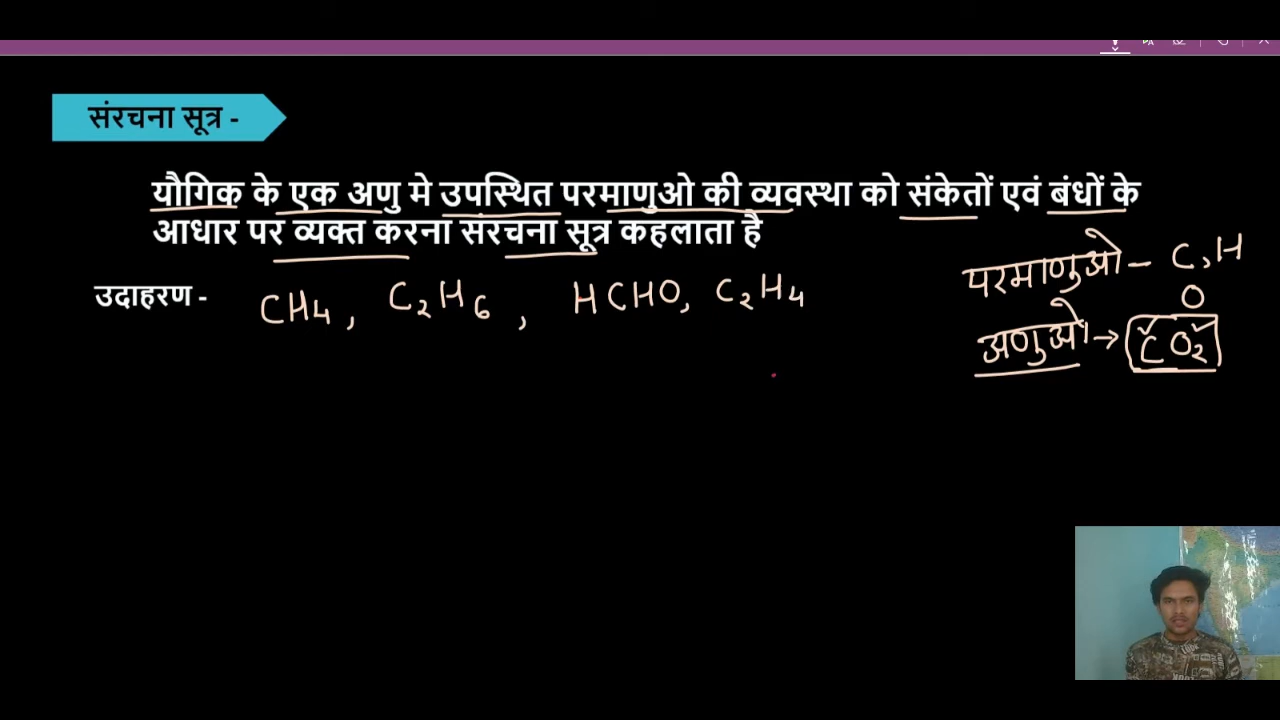 संरचना सूत्र -
यौगिक के एक अणु मे उपस्थित परमाणुओ की व्यवस्था को संकेतों एवं बंधों के
आधार पर व्यक्त करना संरचना सूत्र कहलाता है
उदाहरण - CH4, C2H6, HCHO, C2H4
परमाणुओ - C,H
O
अणुओ → CO2